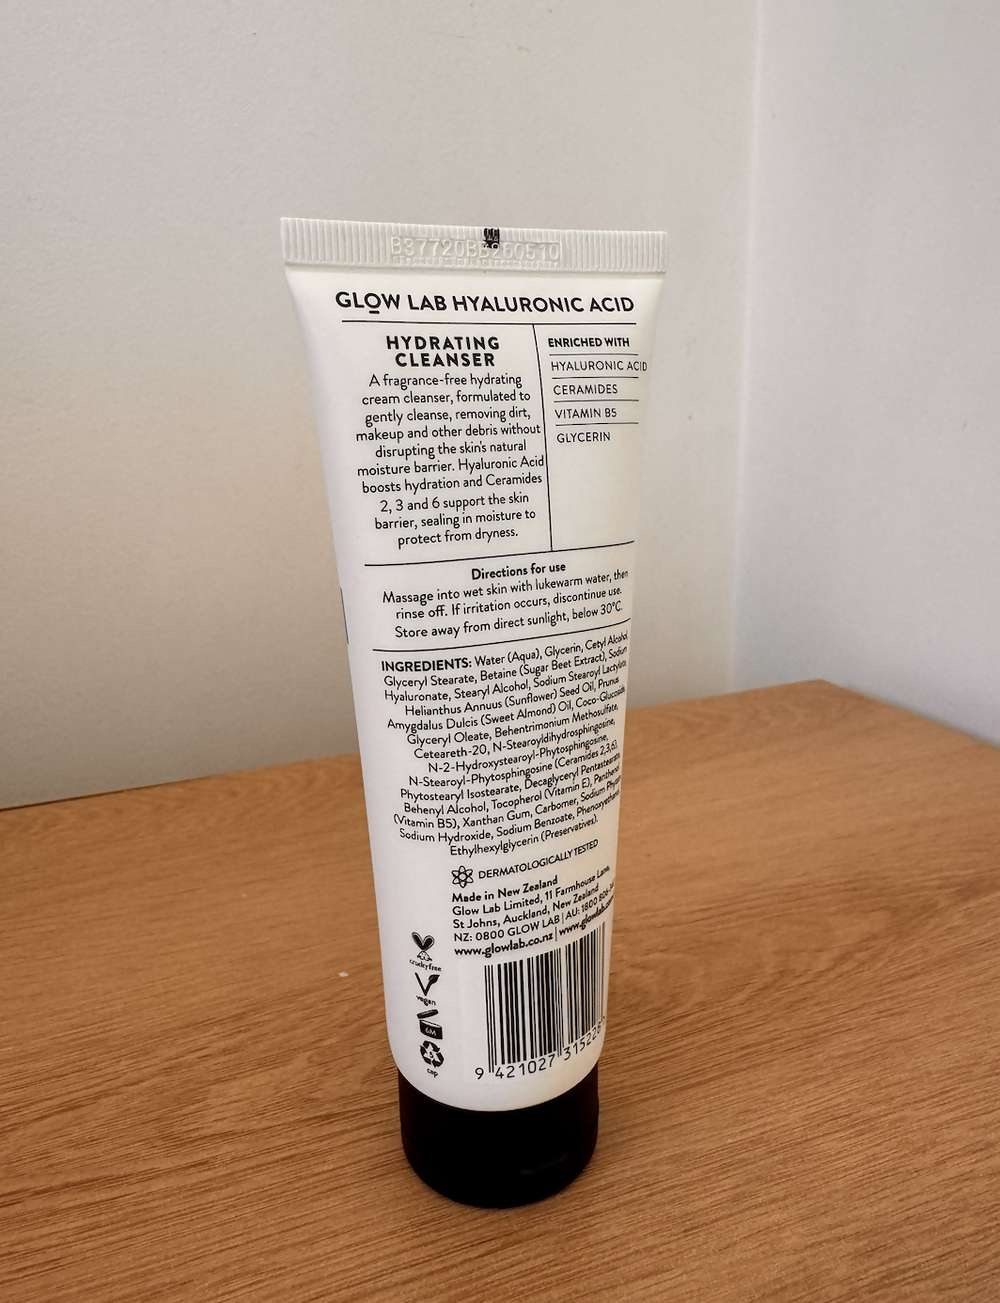 GLOW LAB HYALURONIC ACID
HYDRATING
CLEANSER
A fragrance-free hydrating
cream cleanser, formulated to
gently cleanse, removing dirt,
makeup and other debris without
disrupting the skin's natural
moisture barrier. Hyaluronic Acid
boosts hydration and Ceramides
2, 3 and 6 support the skin
barrier, sealing in moisture to
protect from dryness.
ENRICHED WITH
HYALURONIC ACID
CERAMIDES
VITAMIN B5
GLYCERIN
Directions for use
Massage into wet skin with lukewarm water, then
rinse off. If irritation occurs, discontinue use.
Store away from direct sunlight, below 30°C.
INGREDIENTS: Water (Aqua), Glycerin, Cetyl Alcohol,
Glyceryl Stearate, Betaine (Sugar Beet Extract), Sodium
Hyaluronate, Stearyl Alcohol, Sodium Stearoyl Lactylate,
Helianthus Annuus (Sunflower) Seed Oil, Prunus
Amygdalus Dulcis (Sweet Almond) Oil, Coco-Glucoside,
Glyceryl Oleate, Behentrimonium Methosulfate,
Ceteareth-20, N-Stearoyldihydrosphingosine,
N-2-Hydroxystearoyl-Phytosphingosine,
N-Stearoyl-Phytosphingosine (Ceramides 2,3,6),
Phytostearyl Isostearate, Decaglyceryl Pentastearate,
Behenyl Alcohol, Tocopherol (Vitamin E), Panthenol
(Vitamin B5), Xanthan Gum, Carbomer, Sodium
Sodium Hydroxide, Sodium Benzoate, Phenoxyethanol,
Ethylhexylglycerin (Preservatives).
DERMATOLOGICALLY TESTED
Made in New Zealand
Glow Lab Limited, 11 Farmhouse Lane,
St Johns, Auckland, New Zealand
NZ: 0800 GLOW LAB | AU: 1800
www.glowlab.co.nz |
cruelty free
vegan
6M
5
cap
9 421027 315228